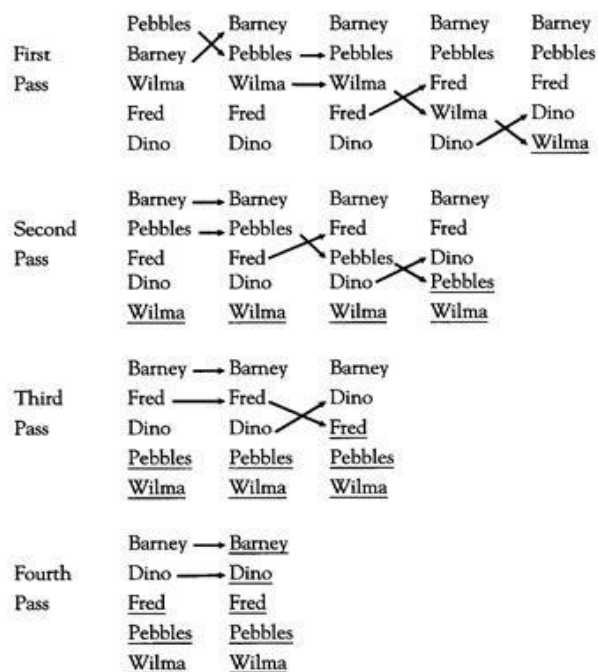 Pebbles Barney Barney Barney Barney
First Barney Pebbles Pebbles Pebbles Pebbles
Pass Wilma Wilma Wilma Fred Fred
Fred Fred Fred Wilma Dino
Dino Dino Dino Dino Wilma
Barney Barney Barney Barney
Second Pebbles Pebbles Fred Fred
Pass Fred Fred Pebbles Dino
Dino Dino Dino Pebbles
Wilma Wilma Wilma Wilma
Barney Barney Barney
Third Fred Fred Dino
Pass Dino Dino Fred
Pebbles Pebbles Pebbles
Wilma Wilma Wilma
Barney Barney
Fourth Dino Dino
Pass Fred Fred
Pebbles Pebbles
Wilma Wilma